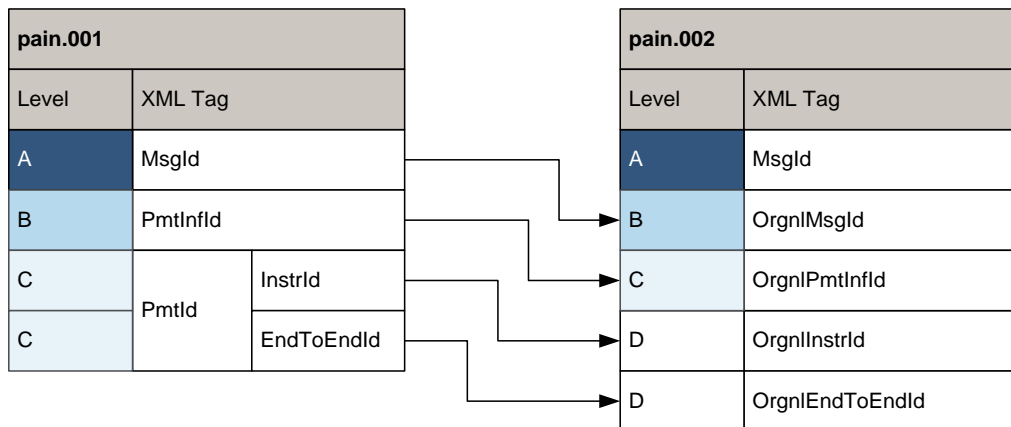 pain.001
Level XML Tag
A MsgId
B PmtInfId
C PmtId InstrId
C EndToEndId
pain.002
Level XML Tag
A MsgId
B OrgnlMsgId
C OrgnlPmtInfId
D OrgnlInstrId
D OrgnlEndToEndId